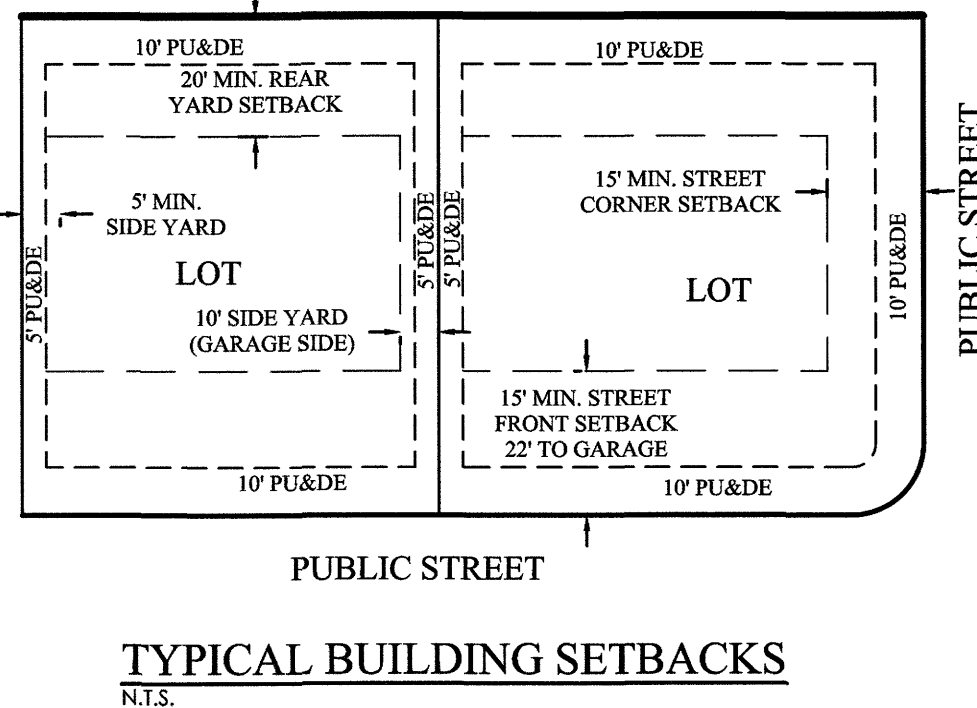 10' PU&DE
10' PU&DE
20' MIN. REAR
YARD SETBACK
5' MIN.
SIDE YARD
15' MIN. STREET
CORNER SETBACK
PUBLIC STREET
5' PU&DE
5' PU&DE
5' PU&DE
10' PU&DE
LOT
LOT
10' SIDE YARD
(GARAGE SIDE)
15' MIN. STREET
FRONT SETBACK
22' TO GARAGE
10' PU&DE
10' PU&DE
PUBLIC STREET
TYPICAL BUILDING SETBACKS
N.T.S.